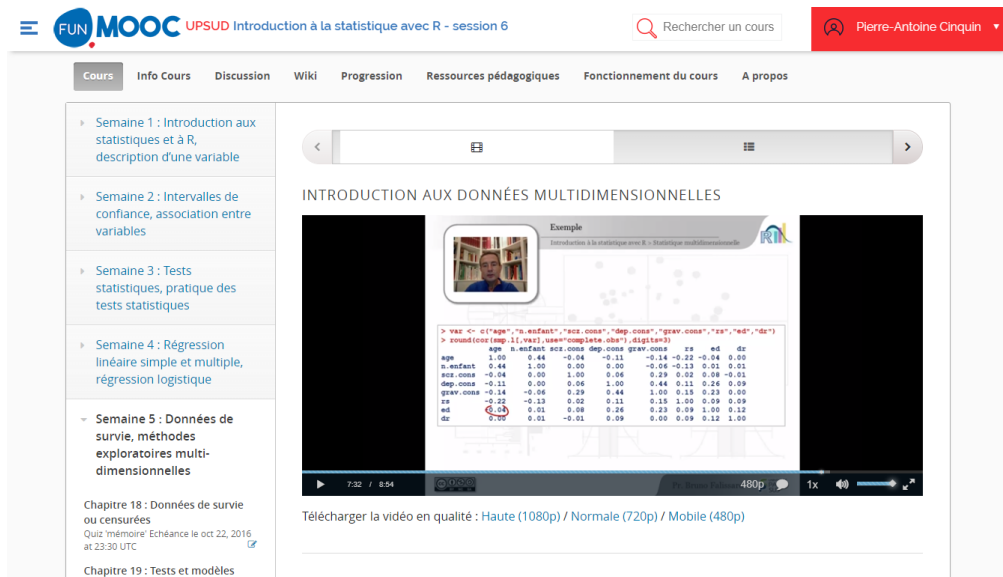 FUN MOOC UPSUD Introduction à la statistique avec R - session 6
Rechercher un cours
Pierre-Antoine Cinquin
Cours Info Cours Discussion Wiki Progression Ressources pédagogiques Fonctionnement du cours A propos
Semaine 1 : Introduction aux
statistiques et à R,
description d'une variable
Semaine 2 : Intervalles de
confiance, association entre
variables
Semaine 3 : Tests
statistiques, pratique des
tests statistiques
Semaine 4 : Régression
linéaire simple et multiple,
régression logistique
Semaine 5 : Données de
survie, méthodes
exploratoires multi-
dimensionnelles
Chapitre 18 : Données de survie
ou censurées
Quiz 'mémoire' Echéance le oct 22, 2016
at 23:30 UTC
Chapitre 19 : Tests et modèles
INTRODUCTION AUX DONNÉES MULTIDIMENSIONNELLES
Exemple
Introduction à la statistique avec R > Statistique multidimensionnelle
> var <- c("age","n.enfant","scz.cons","dep.cons","grav.cons","rs","ed","dr")
> round(cor(smp.l[,var],use="complete.obs"),digits=3)
age n.enfant scz.cons dep.cons grav.cons rs ed dr
age 1.00 0.44 -0.04 -0.11 -0.14 -0.22 -0.04 0.00
n.enfant 0.44 1.00 0.00 0.00 -0.06 -0.13 0.01 0.01
scz.cons -0.04 0.00 1.00 0.06 0.29 0.02 0.08 -0.01
dep.cons -0.11 0.00 0.06 1.00 0.44 0.11 0.26 0.09
grav.cons -0.14 -0.06 0.29 0.44 1.00 0.15 0.23 0.00
rs -0.22 -0.13 0.02 0.11 0.15 1.00 0.09 0.09
ed -0.04 0.01 0.08 0.26 0.23 0.09 1.00 0.12
dr 0.00 0.01 -0.01 0.09 0.00 0.09 0.12 1.00
7:32 / 8:54
Pr. Bruno
480p
1x
Télécharger la vidéo en qualité : Haute (1080p) / Normale (720p) / Mobile (480p)